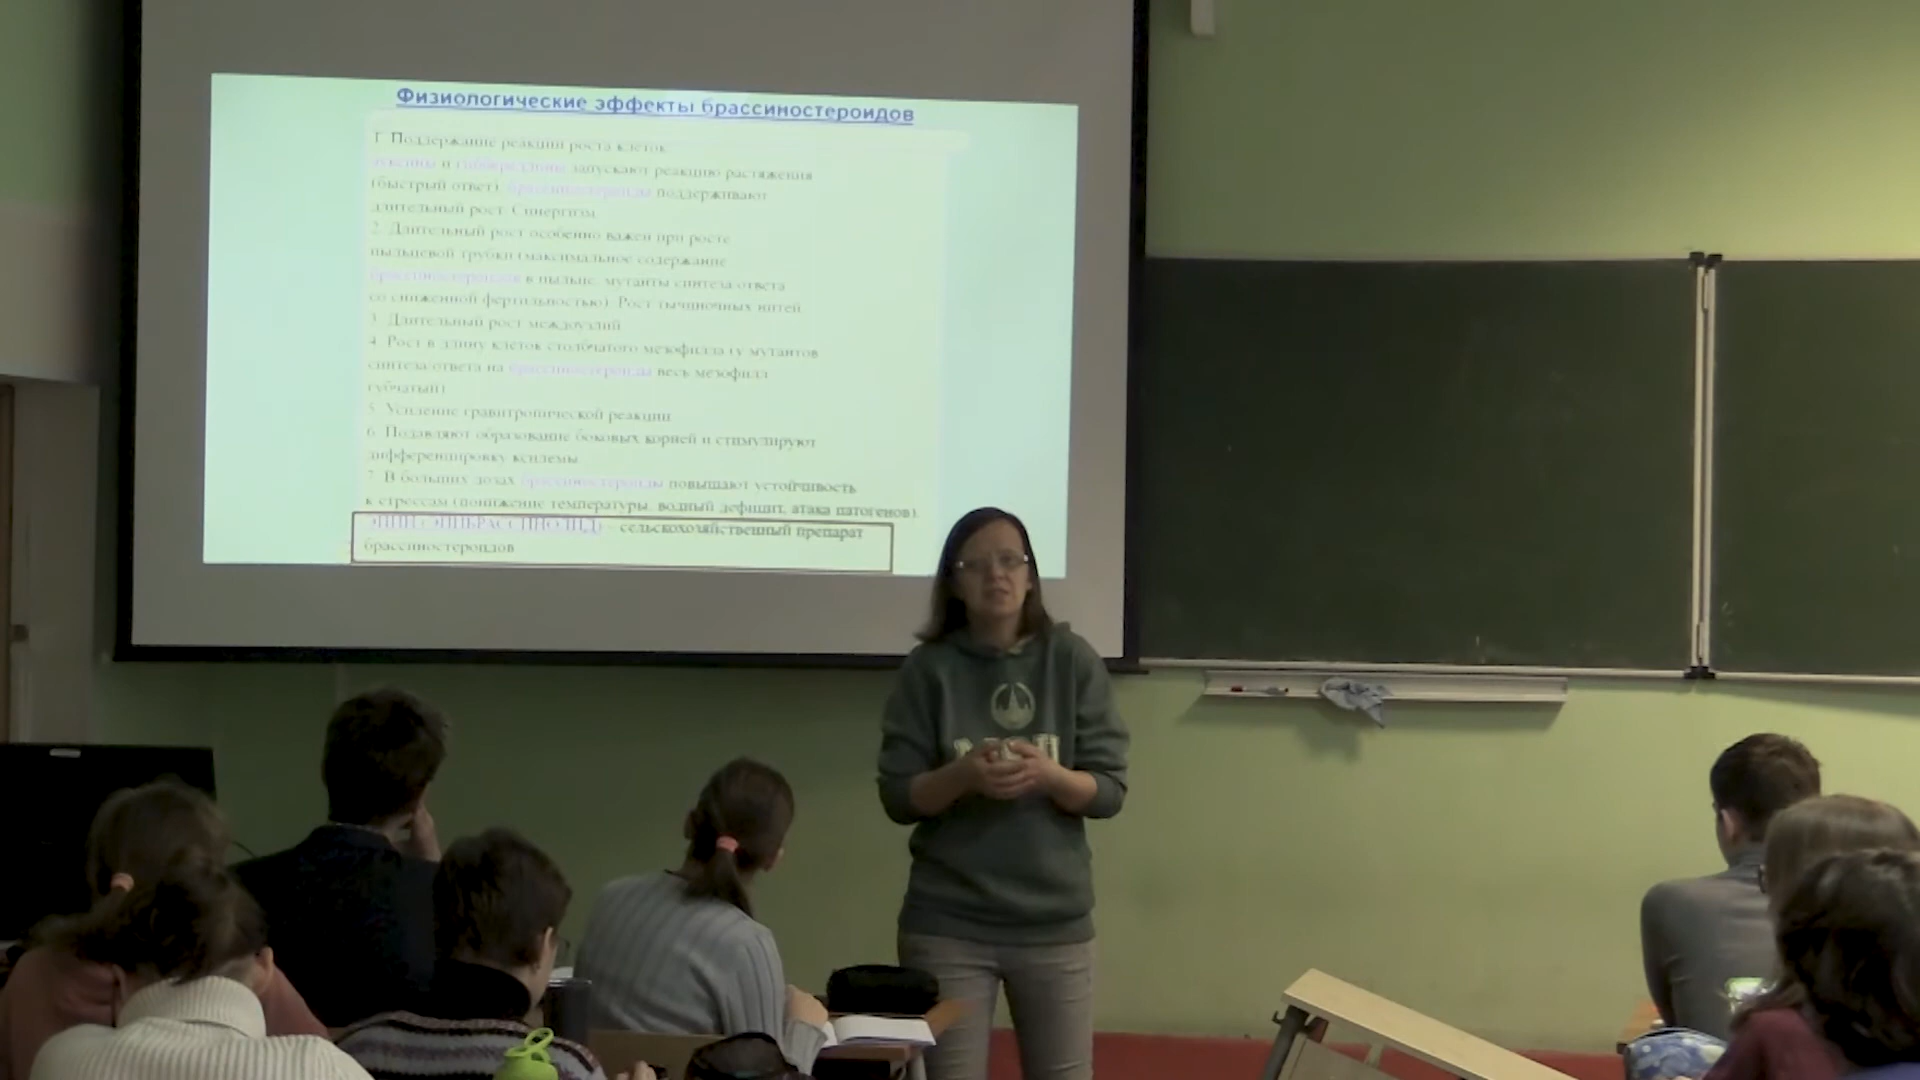 Физиологические эффекты брассиностероидов
1. Поддержание реакции роста клеток
ауксины и гиббереллины запускают реакцию растяжения
(быстрый ответ), брассиностероиды поддерживают
длительный рост. Синергизм.
2. Длительный рост особенно важен при росте
пыльцевой трубки (максимальное содержание
брассиностероидов в пыльце, мутанты синтеза/ответа
со сниженной фертильностью). Рост тычиночных нитей.
3. Длительный рост междоузлий
4. Рост в длину клеток столбчатого мезофилла (у мутантов
синтеза/ответа на брассиностероиды весь мезофилл
губчатый)
5. Усиление гравитропической реакции
6. Подавляют образование боковых корней и стимулируют
дифференцировку ксилемы.
7. В больших дозах брассиностероиды повышают устойчивость
к стрессам (понижение температуры, водный дефицит, атака патогенов).
ЭПИН (ЭПИБРАССИНОЛИД) - сельскохозяйственный препарат
брассиностероидов